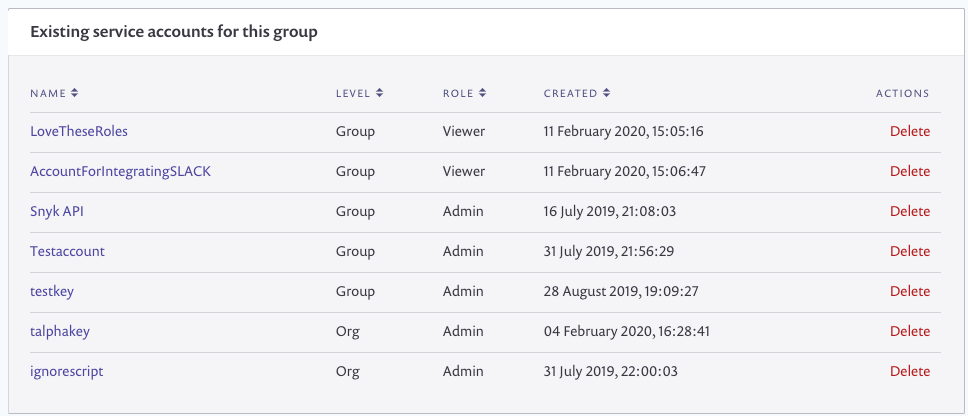 Existing service accounts for this group
NAME LEVEL ROLE CREATED ACTIONS
LoveTheseRoles Group Viewer 11 February 2020, 15:05:16 Delete
AccountForIntegratingSLACK Group Viewer 11 February 2020, 15:06:47 Delete
Snyk API Group Admin 16 July 2019, 21:08:03 Delete
Testaccount Group Admin 31 July 2019, 21:56:29 Delete
testkey Group Admin 28 August 2019, 19:09:27 Delete
talphakey Org Admin 04 February 2020, 16:28:41 Delete
ignorescript Org Admin 31 July 2019, 22:00:03 Delete